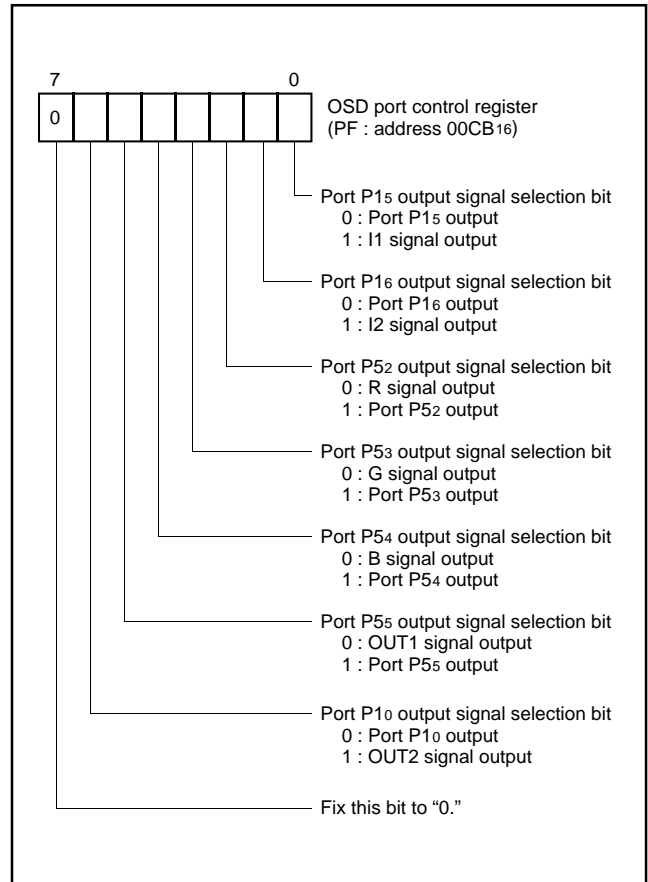 7 0
0
OSD port control register
(PF : address 00CB16)
Port P15 output signal selection bit
0 : Port P15 output
1 : I1 signal output
Port P16 output signal selection bit
0 : Port P16 output
1 : I2 signal output
Port P52 output signal selection bit
0 : R signal output
1 : Port P52 output
Port P53 output signal selection bit
0 : G signal output
1 : Port P53 output
Port P54 output signal selection bit
0 : B signal output
1 : Port P54 output
Port P55 output signal selection bit
0 : OUT1 signal output
1 : Port P55 output
Port P10 output signal selection bit
0 : Port P10 output
1 : OUT2 signal output
Fix this bit to “0.”